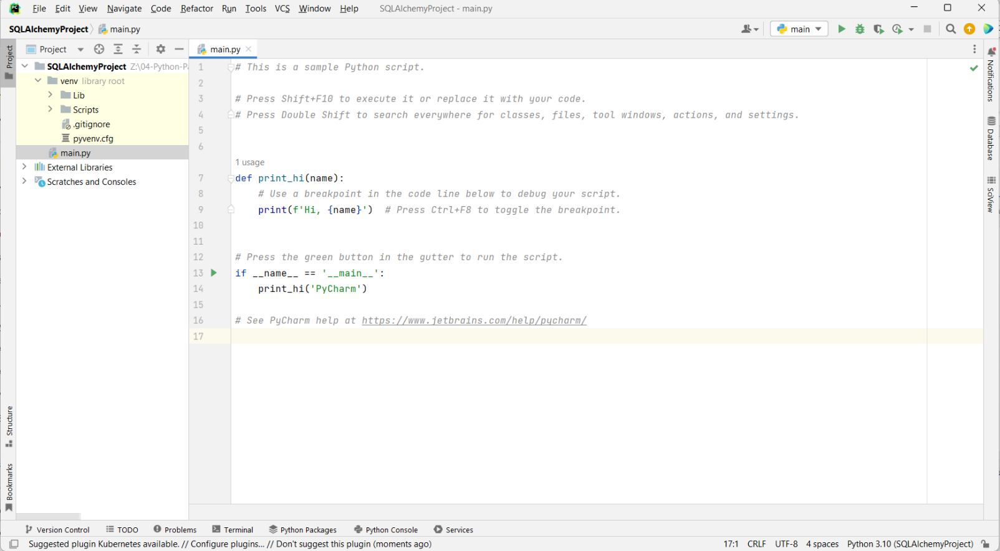 PC File Edit View Navigate Code Refactor Run Tools VCS Window Help SQLAlchemyProject - main.py
SQLAlchemyProject main.py main
Project main.py
Project
SQLAlchemyProject Z:\04-Python-Pa
venv library root
Lib
Scripts
.gitignore
pyvenv.cfg
main.py
External Libraries
Scratches and Consoles
1 # This is a sample Python script.
2
3 # Press Shift+F10 to execute it or replace it with your code.
4 # Press Double Shift to search everywhere for classes, files, tool windows, actions, and settings.
5
6
1 usage
7 def print_hi(name):
8 # Use a breakpoint in the code line below to debug your script.
9 print(f'Hi, {name}') # Press Ctrl+F8 to toggle the breakpoint.
10
11
12 # Press the green button in the gutter to run the script.
13 if __name__ == '__main__':
14 print_hi('PyCharm')
15
16 # See PyCharm help at https://www.jetbrains.com/help/pycharm/
17
Notifications
Database
SciView
Structure
Bookmarks
Version Control TODO Problems Terminal Python Packages Python Console Services
Suggested plugin Kubernetes available. // Configure plugins... // Don't suggest this plugin (moments ago) 17:1 CRLF UTF-8 4 spaces Python 3.10 (SQLAlchemyProject)